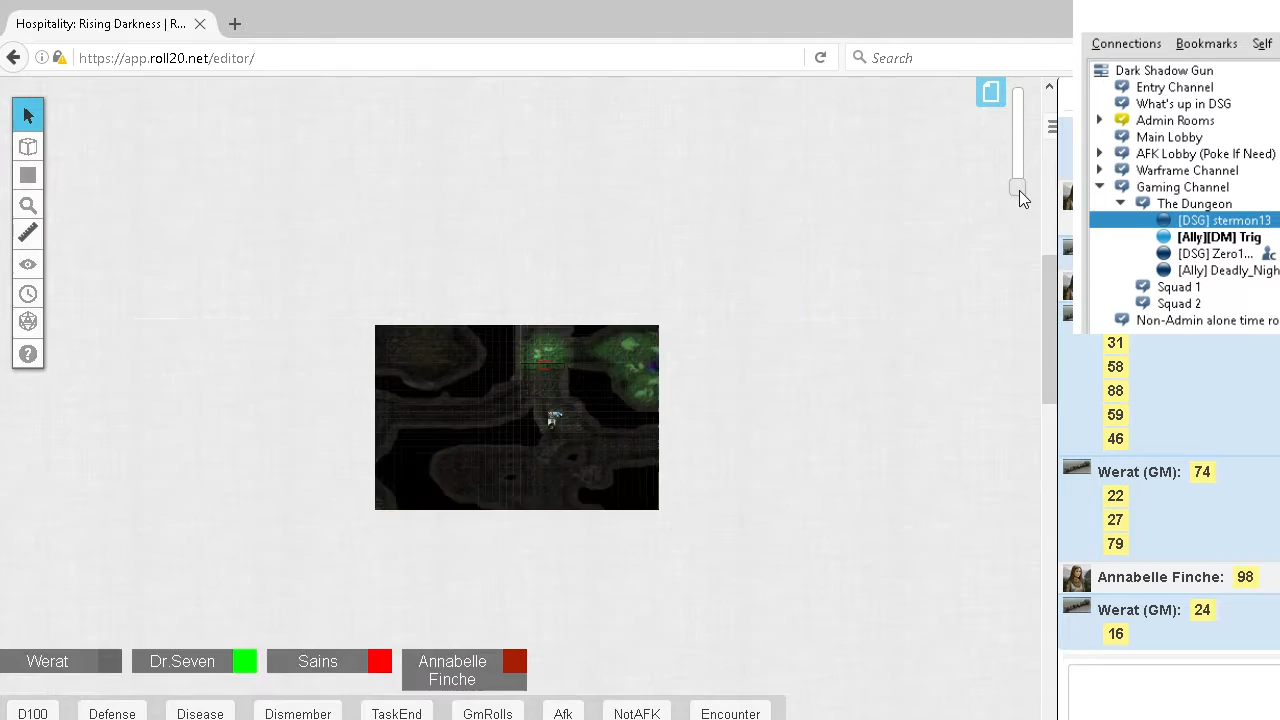 Hospitality: Rising Darkness | R...
https://app.roll20.net/editor/
Search
Connections Bookmarks Self
Dark Shadow Gun
Entry Channel
What's up in DSG
Admin Rooms
Main Lobby
AFK Lobby (Poke If Need)
Warframe Channel
Gaming Channel
The Dungeon
[DSG] stermon13
[Ally][DM] Trig
[DSG] Zero1...
[Ally] Deadly_Nigh
Squad 1
Squad 2
Non-Admin alone time ro
31
58
88
59
46
Werat (GM): 74
22
27
79
Annabelle Finche: 98
Werat (GM): 24
16
Werat
Dr.Seven
Sains
Annabelle
Finche
D100 Defense Disease Dismember TaskEnd GmRolls Afk NotAFK Encounter